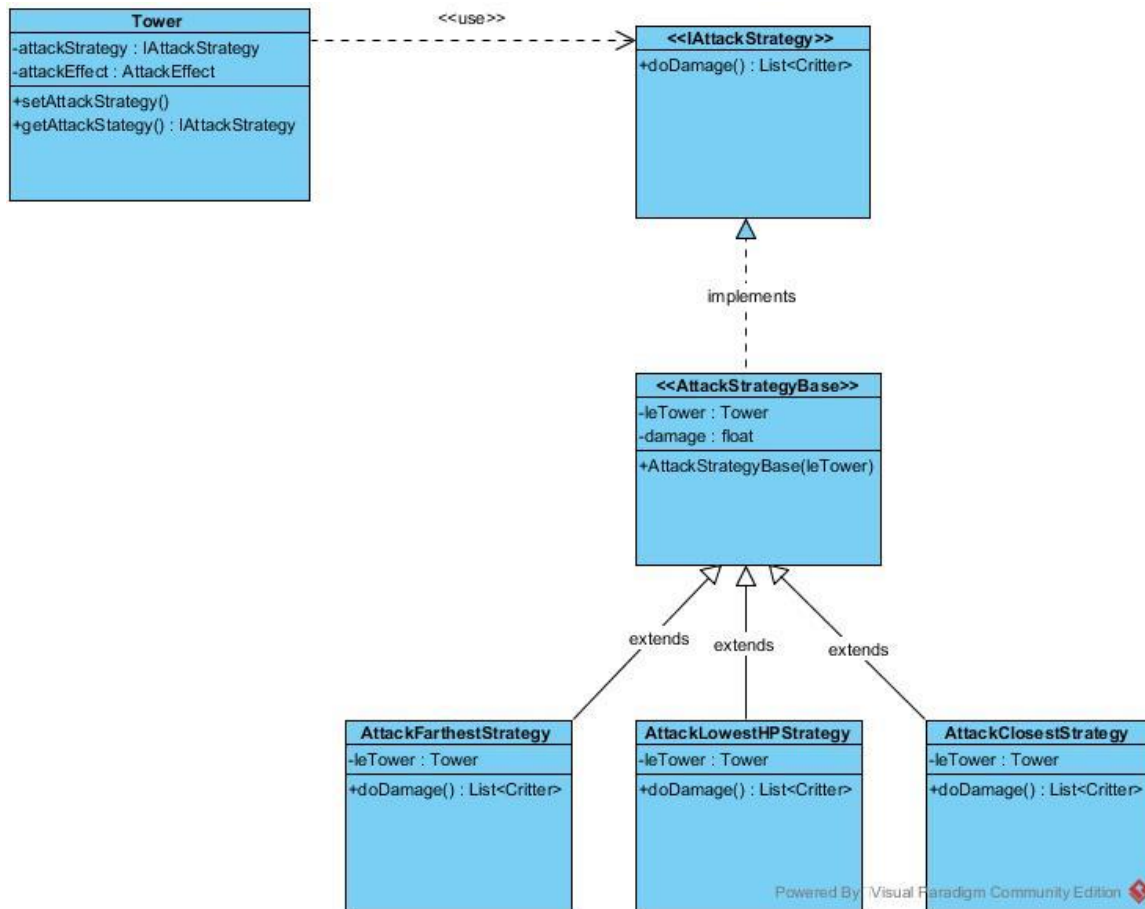 Tower
-attackStrategy : IAttackStrategy
-attackEffect : AttackEffect
+setAttackStrategy()
+getAttackStategy() : IAttackStrategy
<<use>>
<<IAttackStrategy>>
+doDamage() : List<Critter>
implements
<<AttackStrategyBase>>
-leTower : Tower
-damage : float
+AttackStrategyBase(leTower)
extends
extends
extends
AttackFarthestStrategy
-leTower : Tower
+doDamage() : List<Critter>
AttackLowestHPStrategy
-leTower : Tower
+doDamage() : List<Critter>
AttackClosestStrategy
-leTower : Tower
+doDamage() : List<Critter>
Powered By Visual Paradigm Community Edition